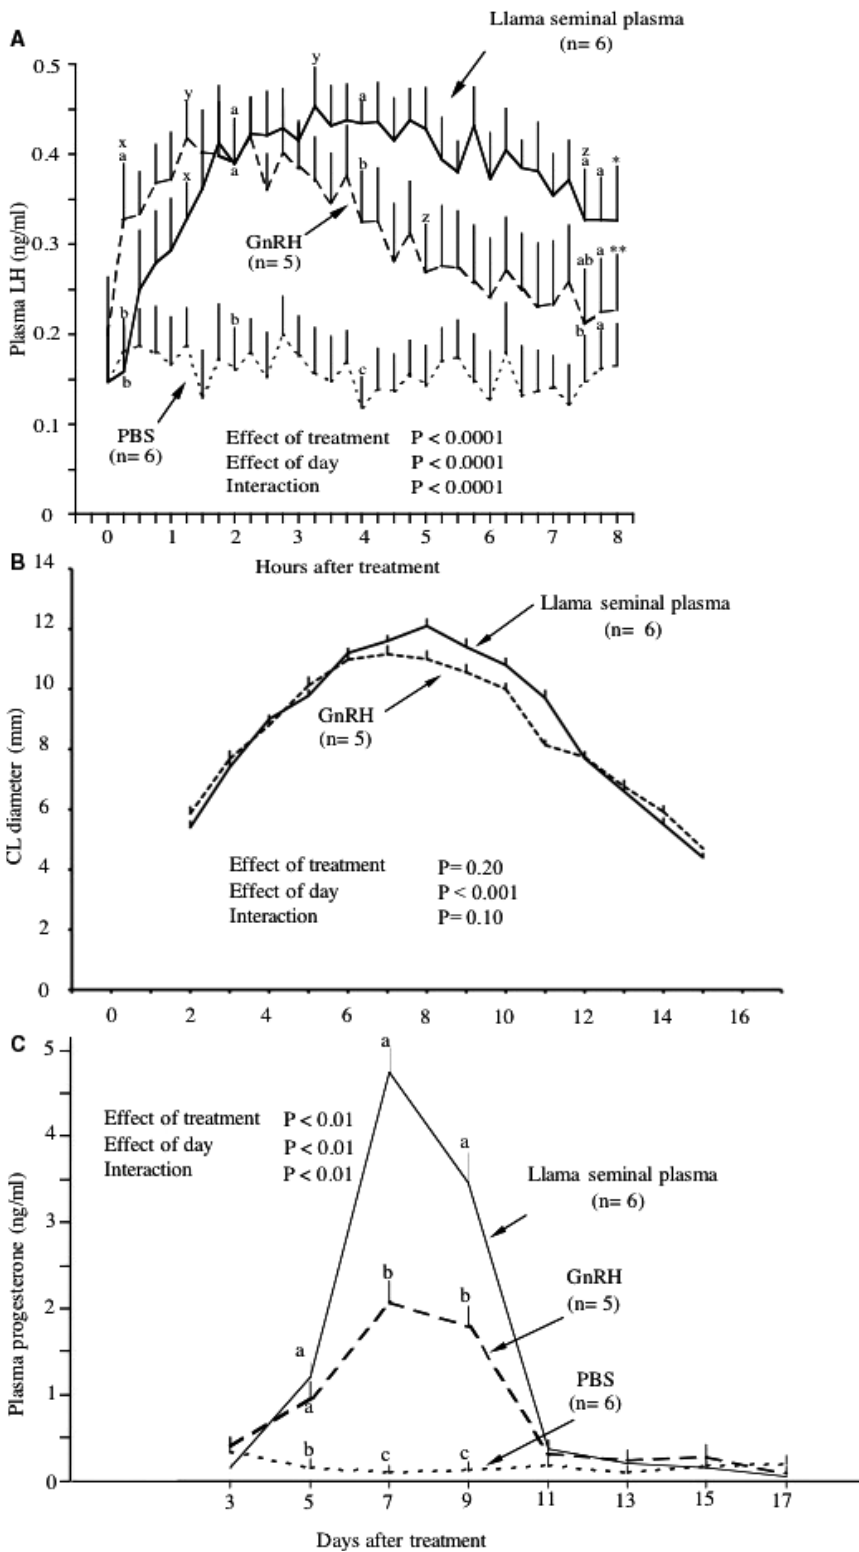 A
Llama seminal plasma
(n= 6)
0.5
0.4
0.3
0.2
0.1
0
Plasma LH (ng/ml)
x
a
y
x
a
a
y
a
b
z
z
a
a
*
ab
a
**
b
a
b
b
b
c
GnRH
(n= 5)
PBS
(n= 6)
Effect of treatment P < 0.0001
Effect of day P < 0.0001
Interaction P < 0.0001
0 1 2 3 4 5 6 7 8
Hours after treatment
B
14
12
10
8
6
4
2
0
CL diameter (mm)
Llama seminal plasma
(n= 6)
GnRH
(n= 5)
Effect of treatment P= 0.20
Effect of day P < 0.001
Interaction P= 0.10
0 2 4 6 8 10 12 14 16
C
5
4
3
2
1
0
Plasma progesterone (ng/ml)
Effect of treatment P < 0.01
Effect of day P < 0.01
Interaction P < 0.01
a
a
Llama seminal plasma
(n= 6)
GnRH
(n= 5)
b
b
a
a
PBS
(n= 6)
b
c
c
3 5 7 9 11 13 15 17
Days after treatment